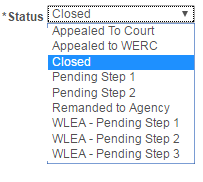 *Status Closed
Appealed To Court
Appealed to WERC
Closed
Pending Step 1
Pending Step 2
Remanded to Agency
WLEA - Pending Step 1
WLEA - Pending Step 2
WLEA - Pending Step 3